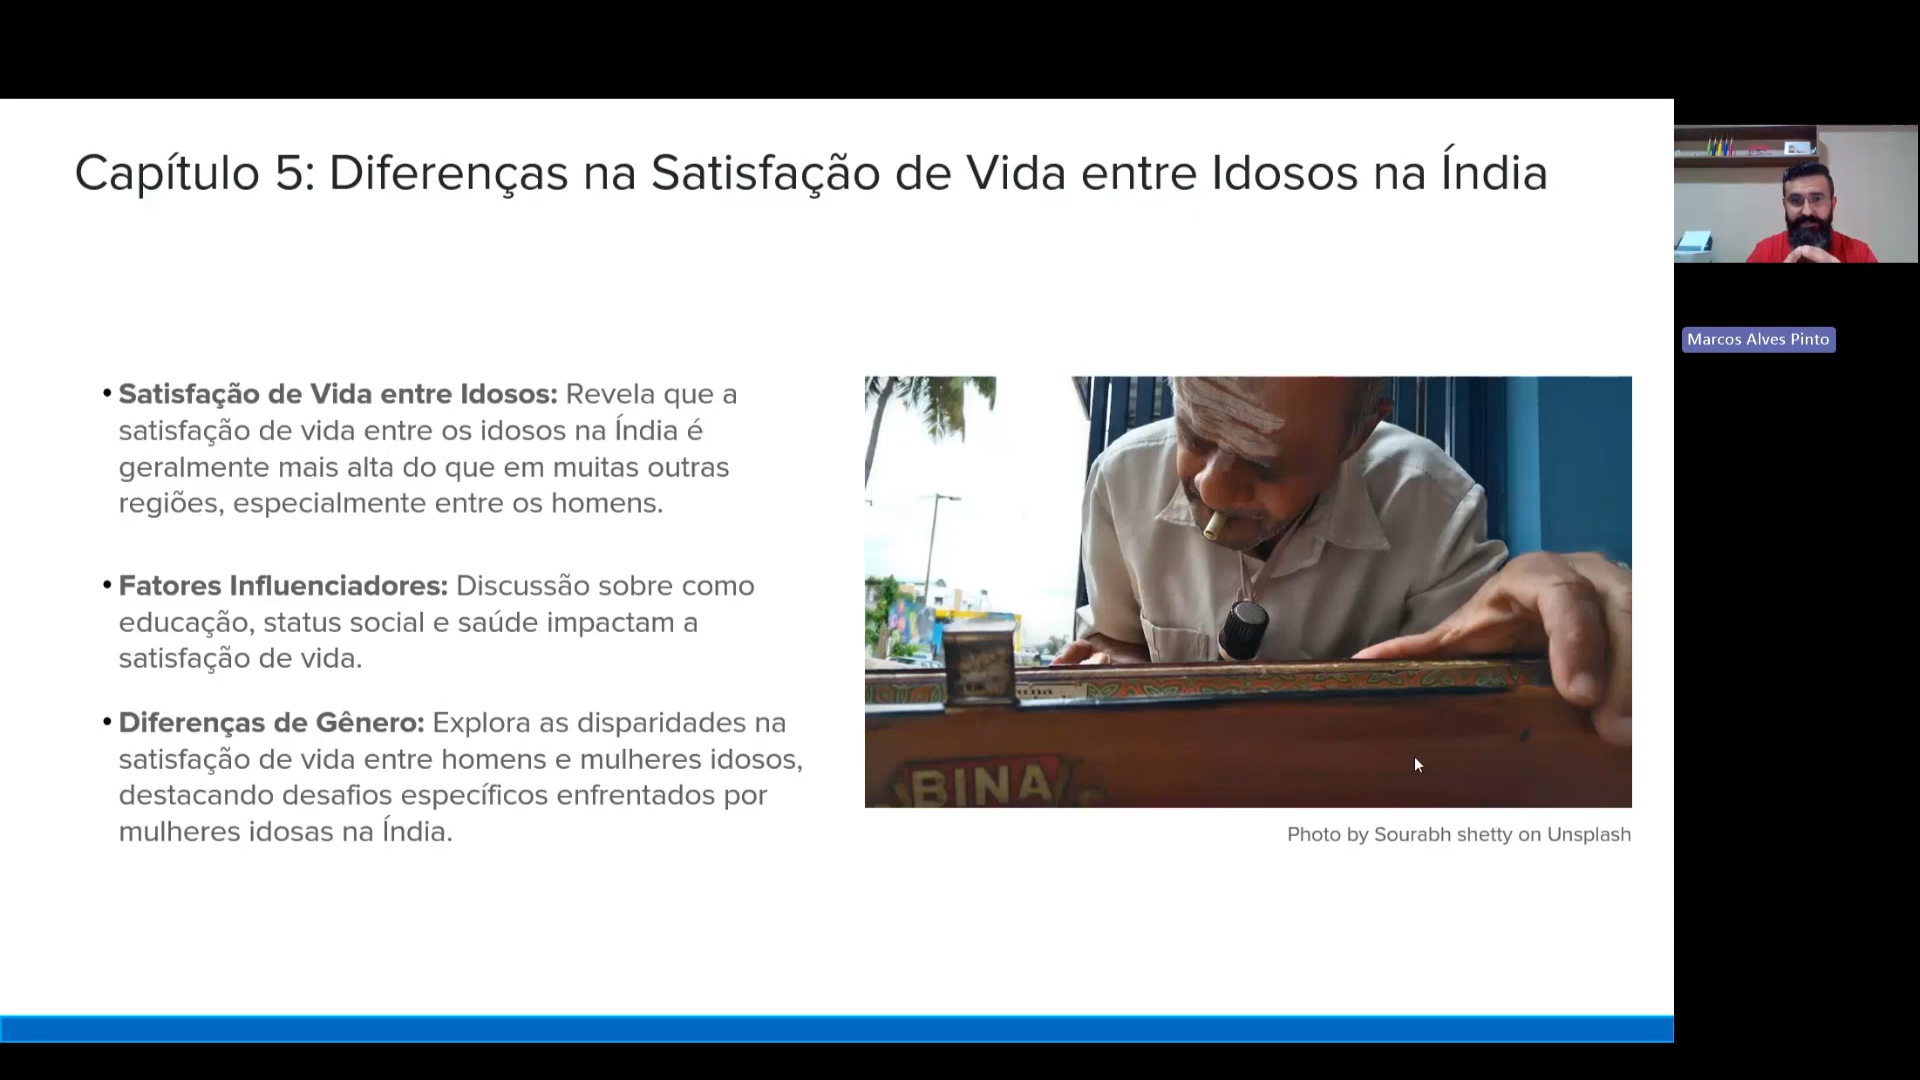 Capítulo 5: Diferenças na Satisfação de Vida entre Idosos na Índia
• Satisfação de Vida entre Idosos: Revela que a
satisfação de vida entre os idosos na Índia é
geralmente mais alta do que em muitas outras
regiões, especialmente entre os homens.
• Fatores Influenciadores: Discussão sobre como
educação, status social e saúde impactam a
satisfação de vida.
• Diferenças de Gênero: Explora as disparidades na
satisfação de vida entre homens e mulheres idosos,
destacando desafios específicos enfrentados por
mulheres idosas na Índia.
BINA
Photo by Sourabh shetty on Unsplash
Marcos Alves Pinto